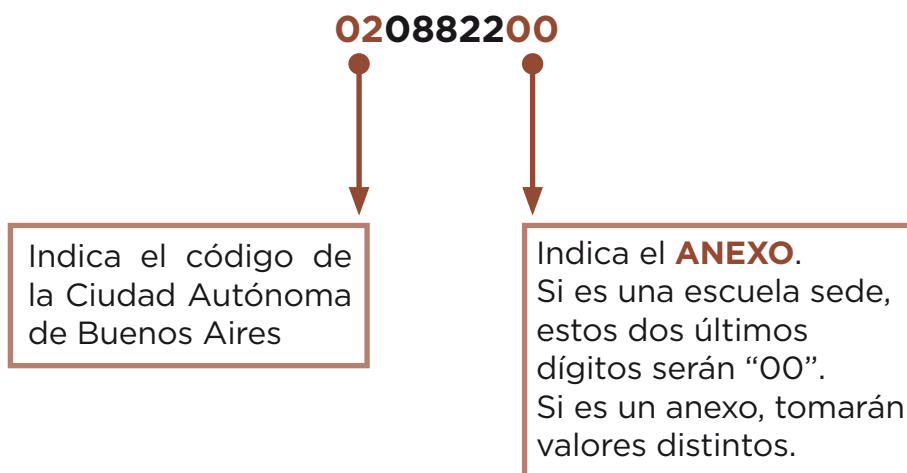 020882200
Indica el código de
la Ciudad Autónoma
de Buenos Aires
Indica el ANEXO.
Si es una escuela sede,
estos dos últimos
dígitos serán “00”.
Si es un anexo, tomarán
valores distintos.